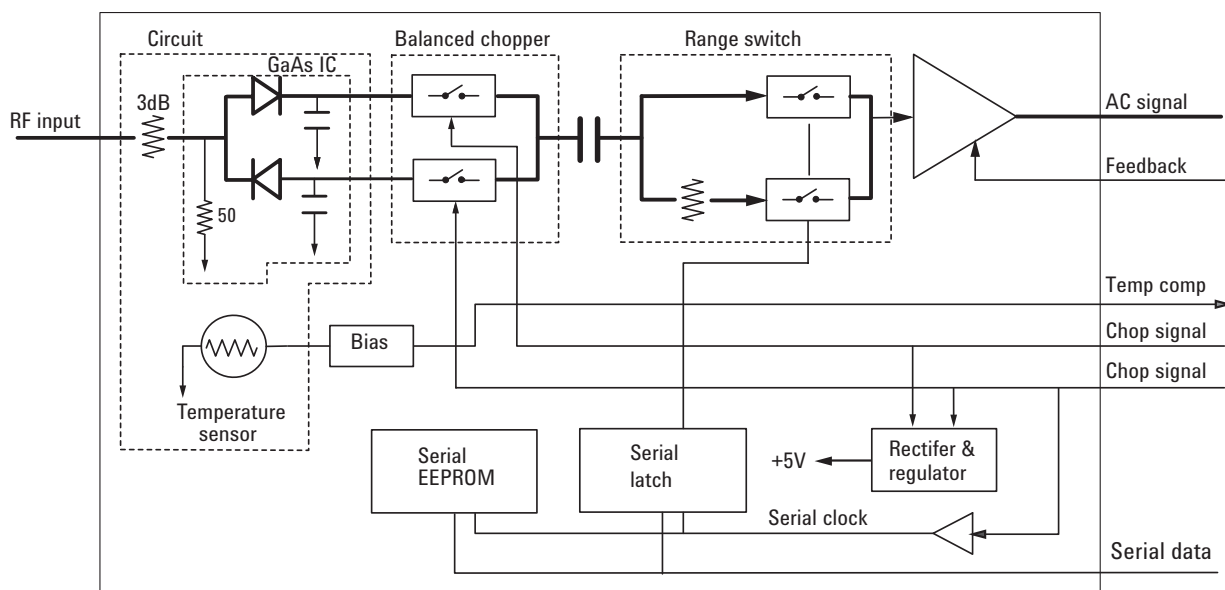 Circuit
Balanced chopper
Range switch
GaAs IC
3dB
RF input
AC signal
Feedback
50
Temp comp
Bias
Chop signal
Chop signal
Temperature
sensor
Serial
EEPROM
Serial
latch
+5V
Rectifer &
regulator
Serial clock
Serial data